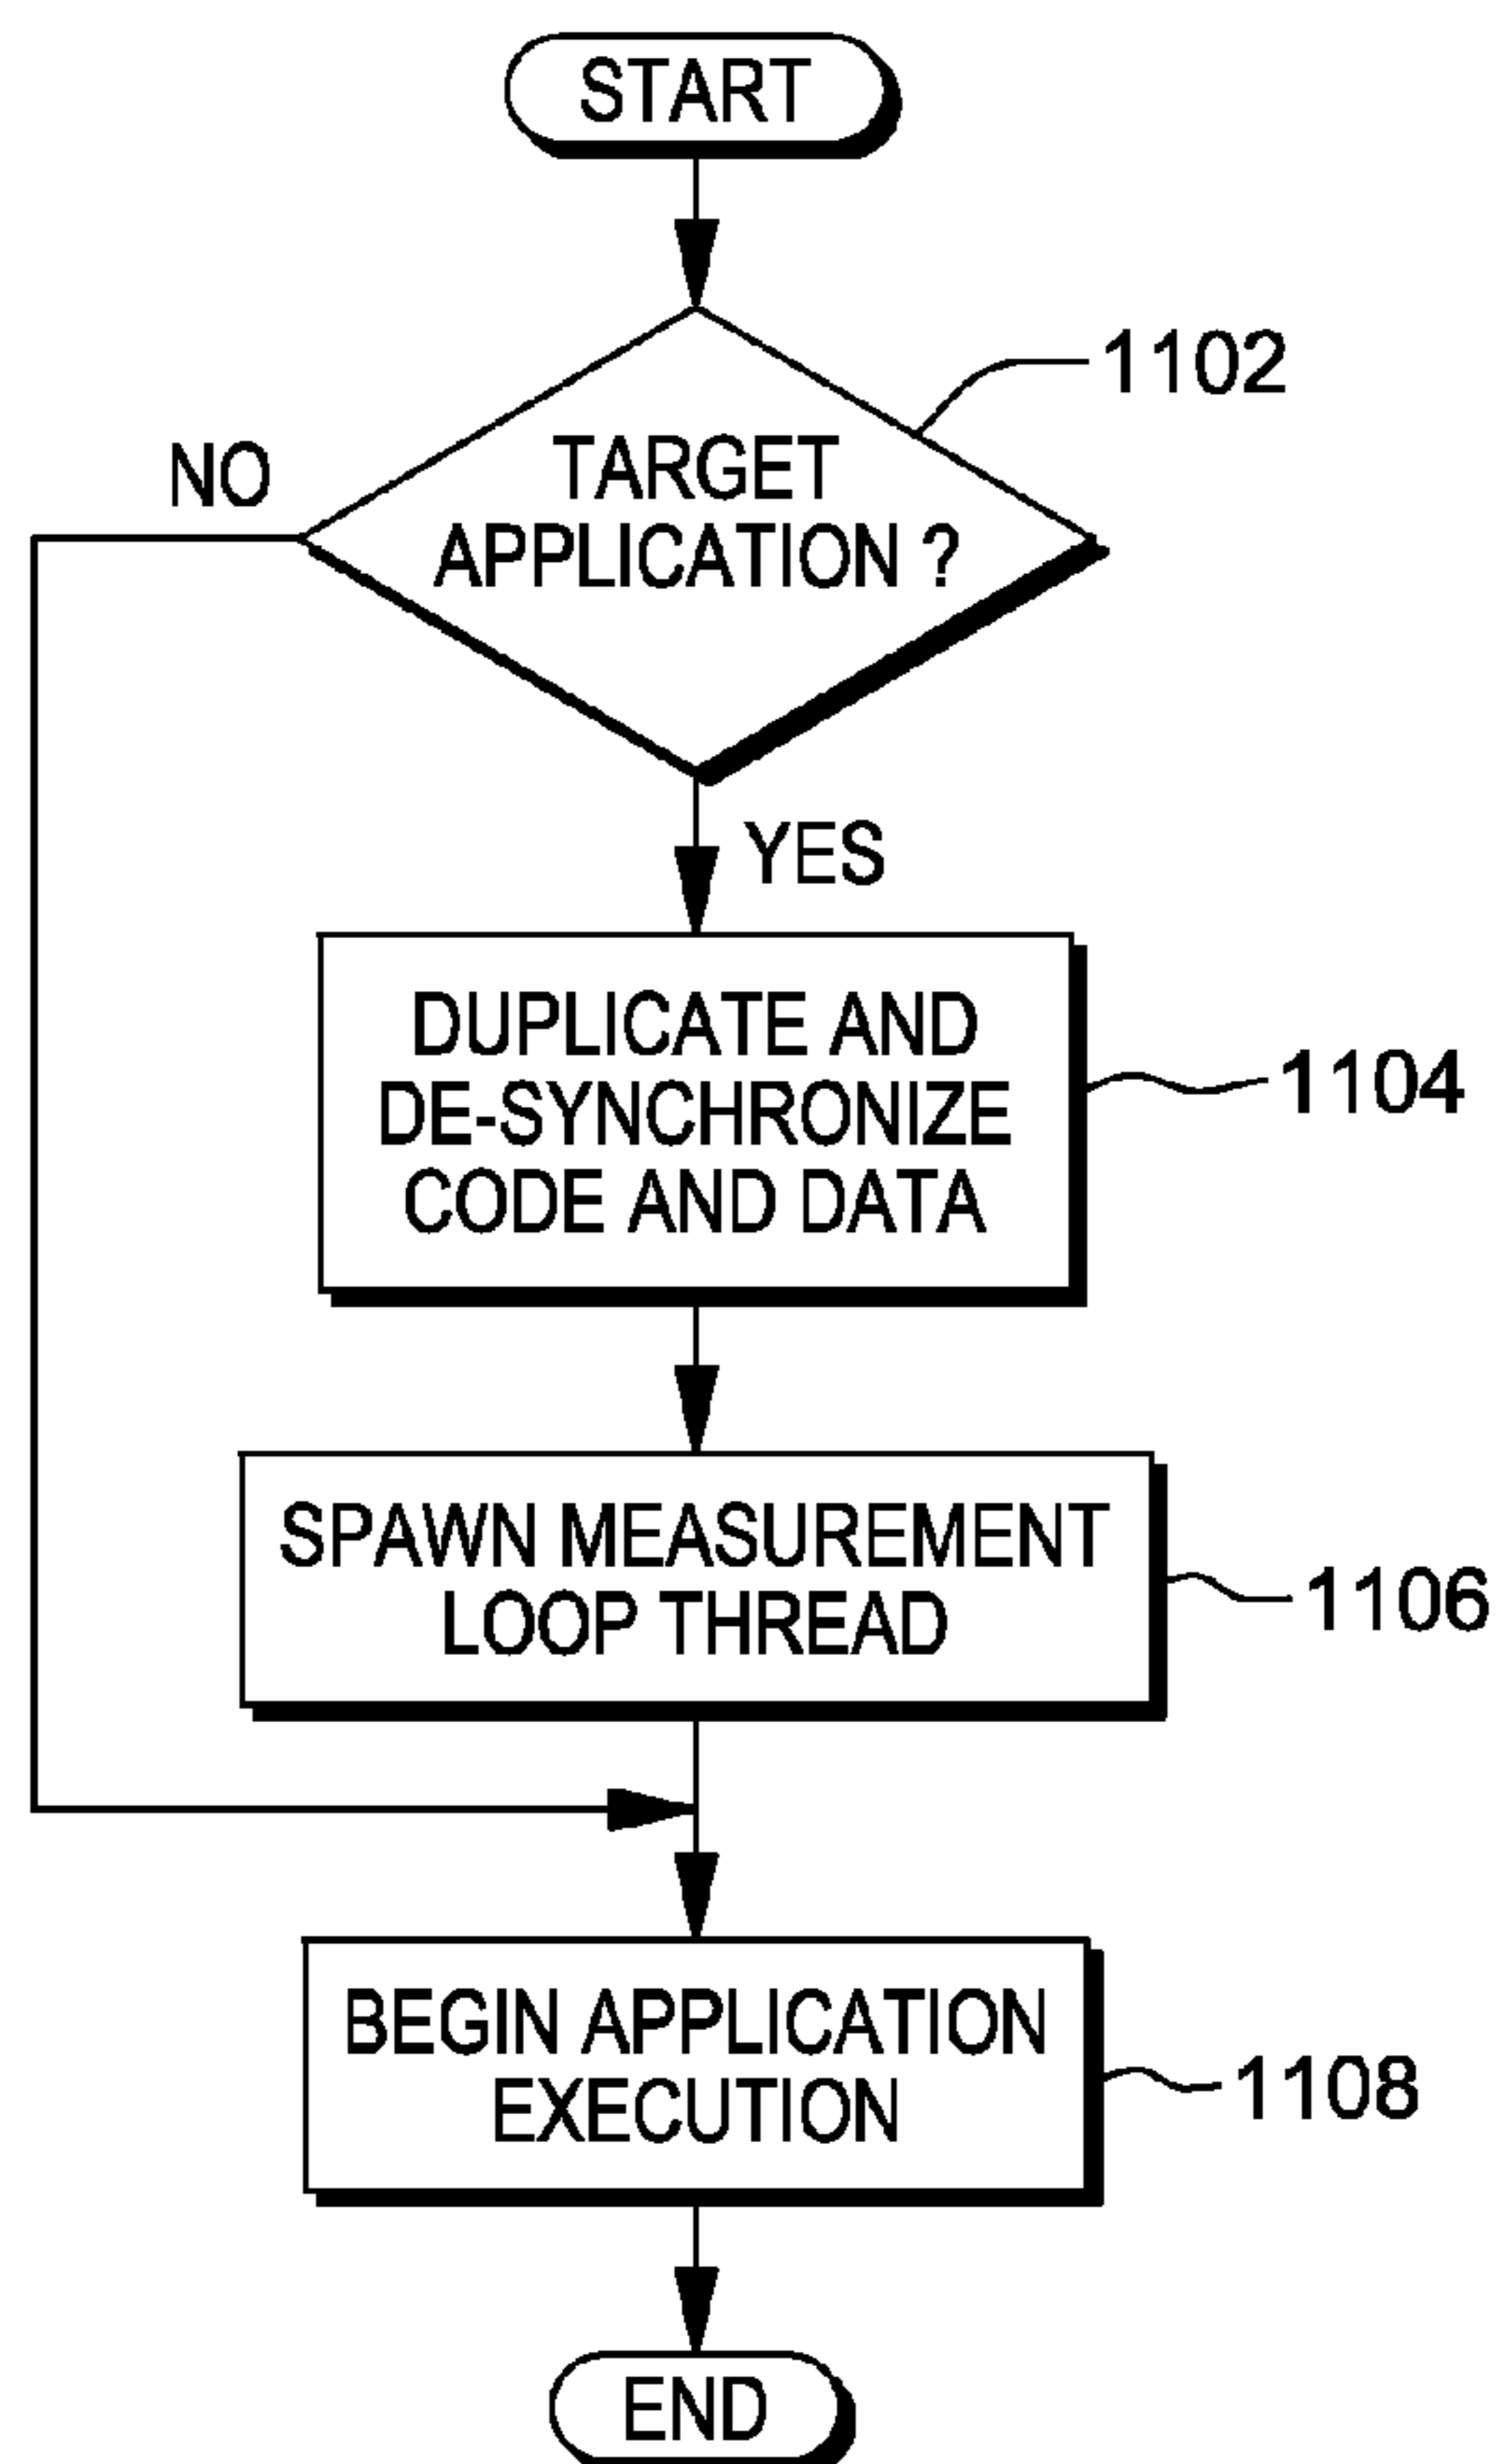 START
1102
NO
TARGET
APPLICATION ?
YES
DUPLICATE AND
DE-SYNCHRONIZE
CODE AND DATA
1104
SPAWN MEASUREMENT
LOOP THREAD
1106
BEGIN APPLICATION
EXECUTION
1108
END